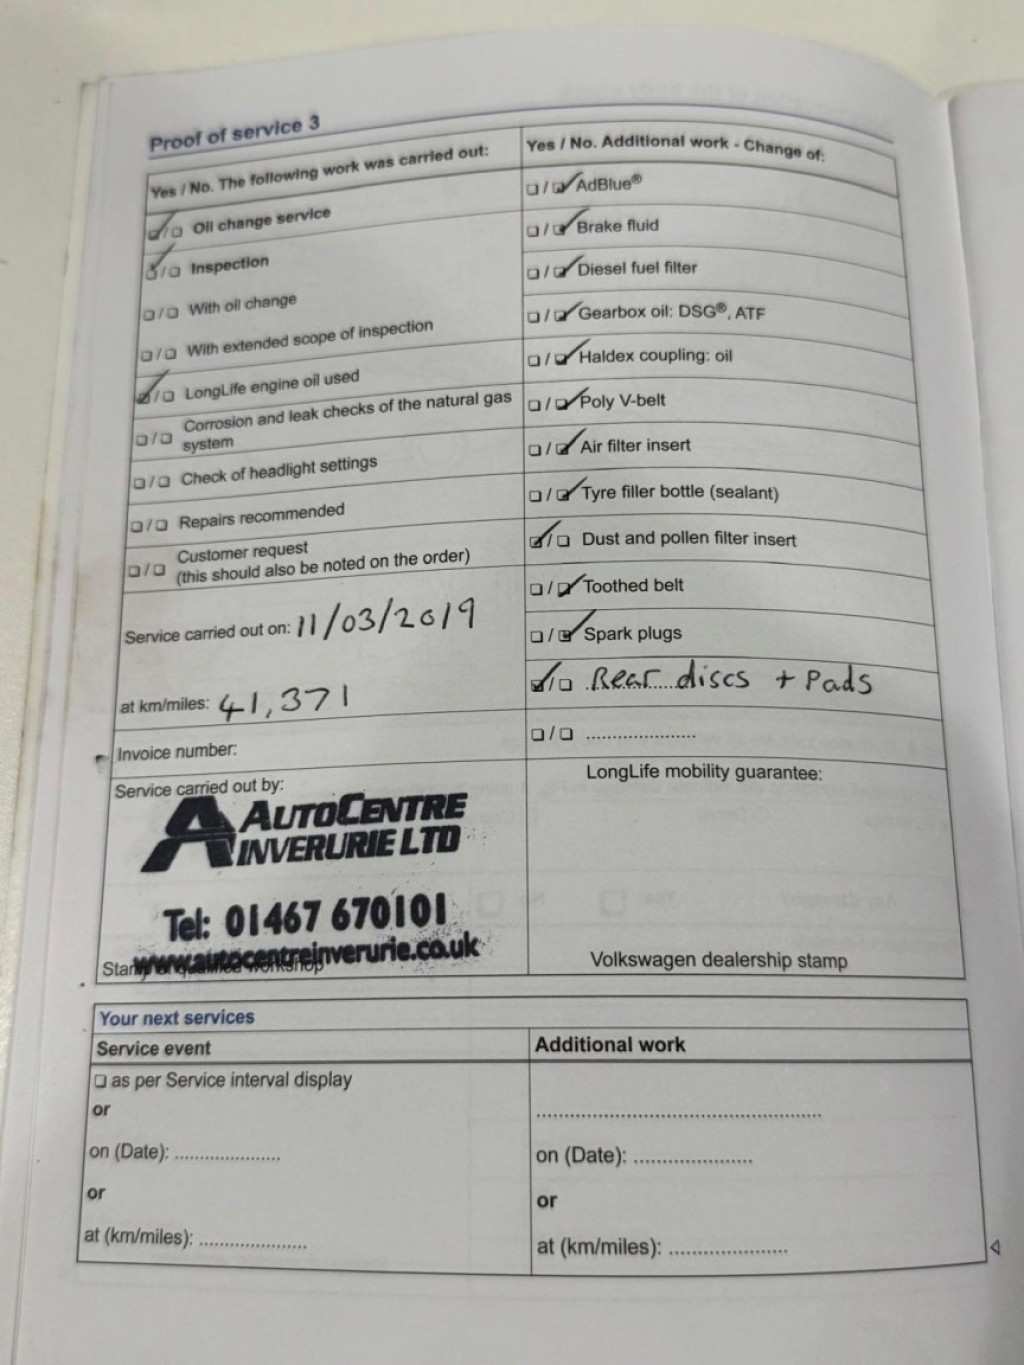 Proof of service 3
Yes / No. The following work was carried out:
☑/☐ Oil change service
☑/☐ Inspection
☐/☐ With oil change
☐/☐ With extended scope of inspection
☑/☐ LongLife engine oil used
☐/☐ Corrosion and leak checks of the natural gas
system
☐/☐ Check of headlight settings
☐/☐ Repairs recommended
☐/☐ Customer request
(this should also be noted on the order)
Service carried out on: 11/03/2019
at km/miles: 41,371
Invoice number:
Service carried out by:
AUTOCENTRE
INVERURIE LTD
Tel: 01467 670101
www.autocentreinverurie.co.uk
Stamp of qualified workshop
Yes / No. Additional work - Change of:
☐/☑ AdBlue®
☐/☑ Brake fluid
☐/☑ Diesel fuel filter
☐/☑ Gearbox oil: DSG®, ATF
☐/☑ Haldex coupling: oil
☐/☑ Poly V-belt
☐/☑ Air filter insert
☐/☑ Tyre filler bottle (sealant)
☑/☐ Dust and pollen filter insert
☐/☑ Toothed belt
☐/☑ Spark plugs
☑/☐ Rear discs + Pads
☐/☐ ......................
LongLife mobility guarantee:
Volkswagen dealership stamp
Your next services
Service event
☐ as per Service interval display
or
on (Date): .....................
or
at (km/miles): .....................
Additional work
........................................................
on (Date): .......................
or
at (km/miles): .......................